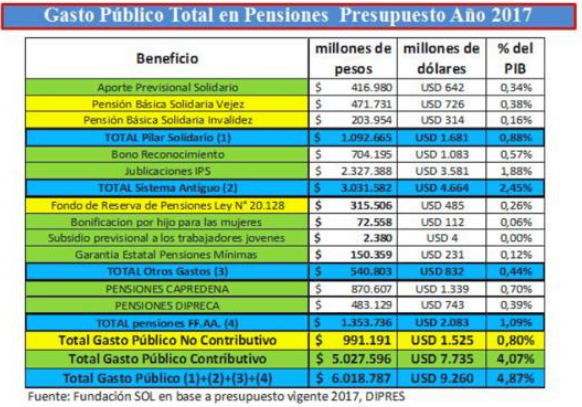 Gasto Público Total en Pensiones Presupuesto Año 2017
Beneficio millones de pesos millones de dólares % del PIB
Aporte Previsional Solidario $ 416.980 USD 642 0,34%
Pensión Básica Solidaria Vejez $ 471.731 USD 726 0,38%
Pensión Básica Solidaria Invalidez $ 203.954 USD 314 0,16%
TOTAL Pilar Solidario (1) $ 1.092.665 USD 1.681 0,88%
Bono Reconocimiento $ 704.195 USD 1.083 0,57%
Jublicaciones IPS $ 2.327.388 USD 3.581 1,88%
TOTAL Sistema Antiguo (2) $ 3.031.582 USD 4.664 2,45%
Fondo de Reserva de Pensiones Ley N° 20.128 $ 315.506 USD 485 0,26%
Bonificacion por hijo para las mujeres $ 72.558 USD 112 0,06%
Subsidio previsional a los trabajadores jovenes $ 2.380 USD 4 0,00%
Garantia Estatal Pensiones Mínimas $ 150.359 USD 231 0,12%
TOTAL Otros Gastos (3) $ 540.803 USD 832 0,44%
PENSIONES CAPREDENA $ 870.607 USD 1.339 0,70%
PENSIONES DIPRECA $ 483.129 USD 743 0,39%
TOTAL pensiones FF.AA. (4) $ 1.353.736 USD 2.083 1,09%
Total Gasto Público No Contributivo $ 991.191 USD 1.525 0,80%
Total Gasto Público Contributivo $ 5.027.596 USD 7.735 4,07%
Total Gasto Público (1)+(2)+(3)+(4) $ 6.018.787 USD 9.260 4,87%
Fuente: Fundación SOL en base a presupuesto vigente 2017, DIPRES